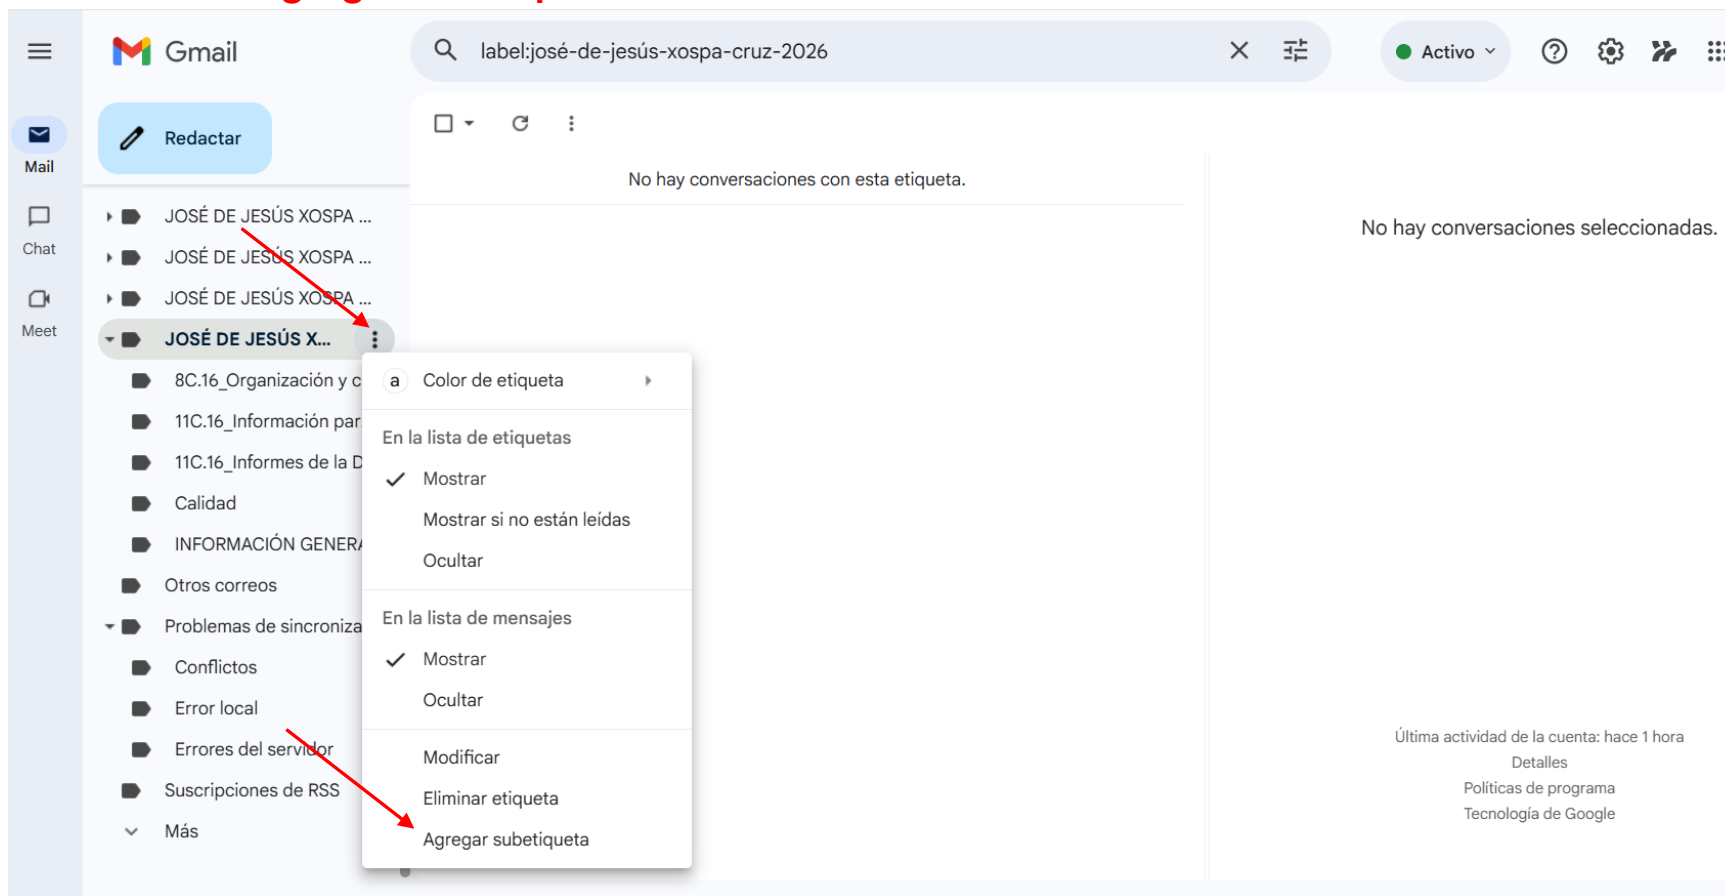 Gmail
label:josé-de-jesús-xospa-cruz-2026
Activo
Redactar
Mail
Chat
Meet
No hay conversaciones con esta etiqueta.
No hay conversaciones seleccionadas.
JOSÉ DE JESÚS XOSPA ...
JOSÉ DE JESÚS XOSPA ...
JOSÉ DE JESÚS XOSPA ...
JOSÉ DE JESÚS X...
8C.16_Organización y c
11C.16_Información par
11C.16_Informes de la D
Calidad
INFORMACIÓN GENERA
Otros correos
Problemas de sincroniza
Conflictos
Error local
Errores del servidor
Suscripciones de RSS
Más
a Color de etiqueta
En la lista de etiquetas
Mostrar
Mostrar si no están leídas
Ocultar
En la lista de mensajes
Mostrar
Ocultar
Modificar
Eliminar etiqueta
Agregar subetiqueta
Última actividad de la cuenta: hace 1 hora
Detalles
Políticas de programa
Tecnología de Google